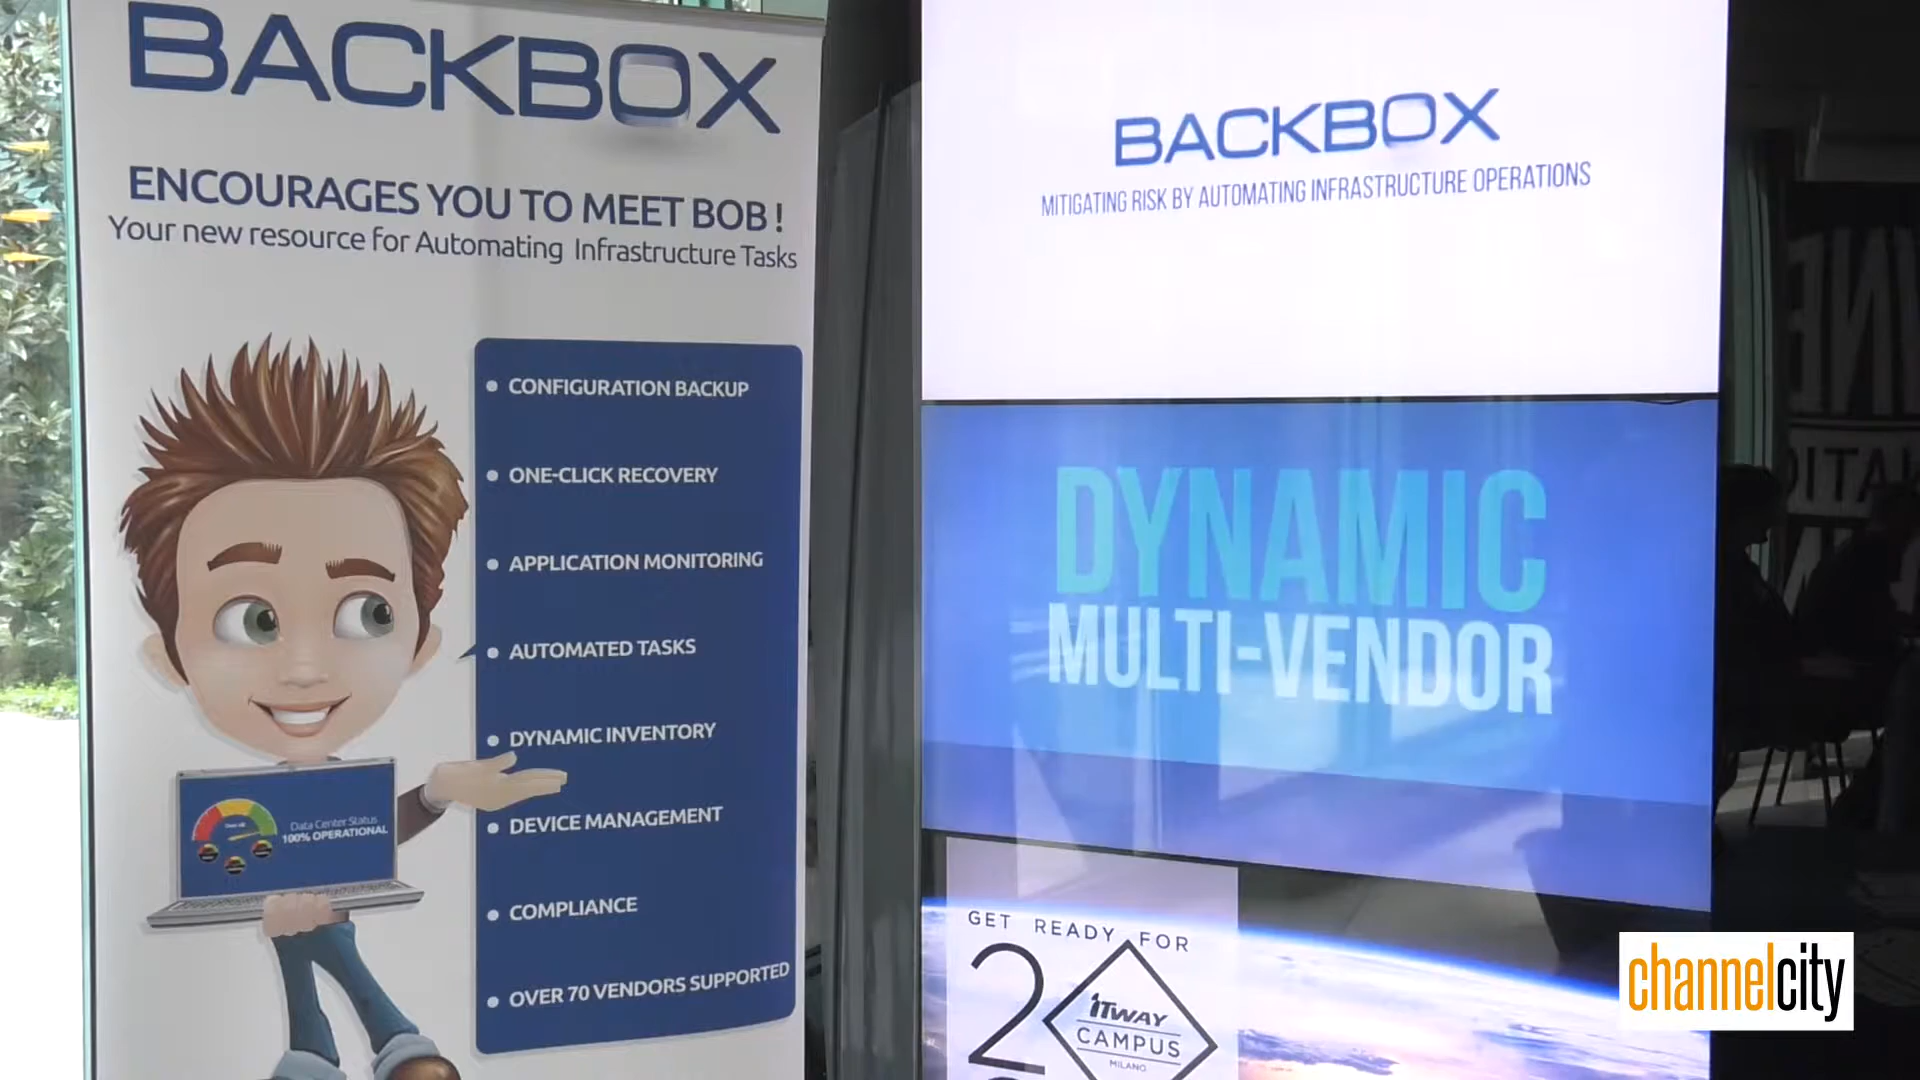 BACKBOX
ENCOURAGES YOU TO MEET BOB!
Your new resource for Automating Infrastructure Tasks
CONFIGURATION BACKUP
ONE-CLICK RECOVERY
APPLICATION MONITORING
AUTOMATED TASKS
DYNAMIC INVENTORY
DEVICE MANAGEMENT
COMPLIANCE
OVER 70 VENDORS SUPPORTED
Data Center Status
100% OPERATIONAL
BACKBOX
MITIGATING RISK BY AUTOMATING INFRASTRUCTURE OPERATIONS
DYNAMIC
MULTI-VENDOR
GET READY FOR
2
iTWAY
CAMPUS
MILANO
channelcity